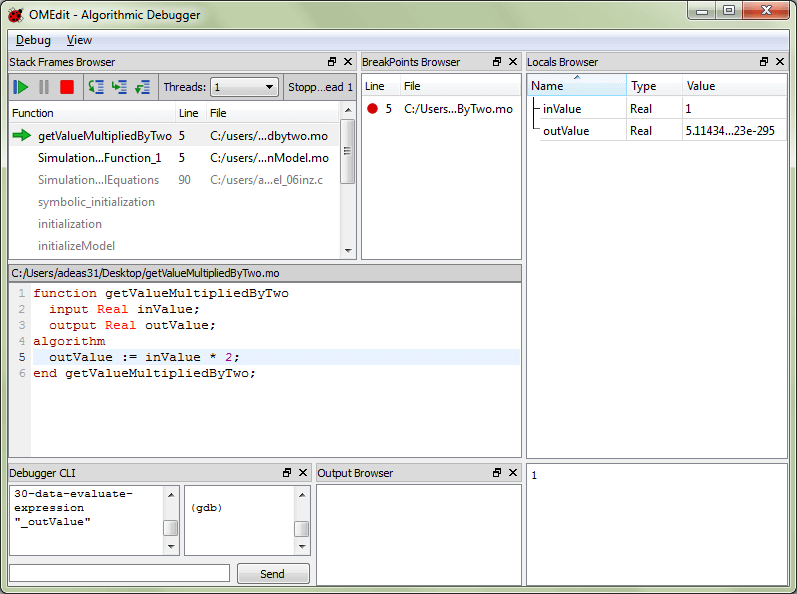 OMEdit - Algorithmic Debugger
Debug View
Stack Frames Browser
Threads: 1 Stopp...ead 1
Function Line File
getValueMultipliedByTwo 5 C:/users/...dbytwo.mo
Simulation...Function_1 5 C:/users/...nModel.mo
Simulation...lEquations 90 C:/users/a...el_06inz.c
symbolic_initialization
initialization
initializeModel
BreakPoints Browser
Line File
5 C:/Users...ByTwo.mo
Locals Browser
Name Type Value
inValue Real 1
outValue Real 5.11434...23e-295
C:/Users/adeas31/Desktop/getValueMultipliedByTwo.mo
1 function getValueMultipliedByTwo
2 input Real inValue;
3 output Real outValue;
4 algorithm
5 outValue := inValue * 2;
6 end getValueMultipliedByTwo;
Debugger CLI
30-data-evaluate-
expression
"_outValue"
(gdb)
Send
Output Browser
1